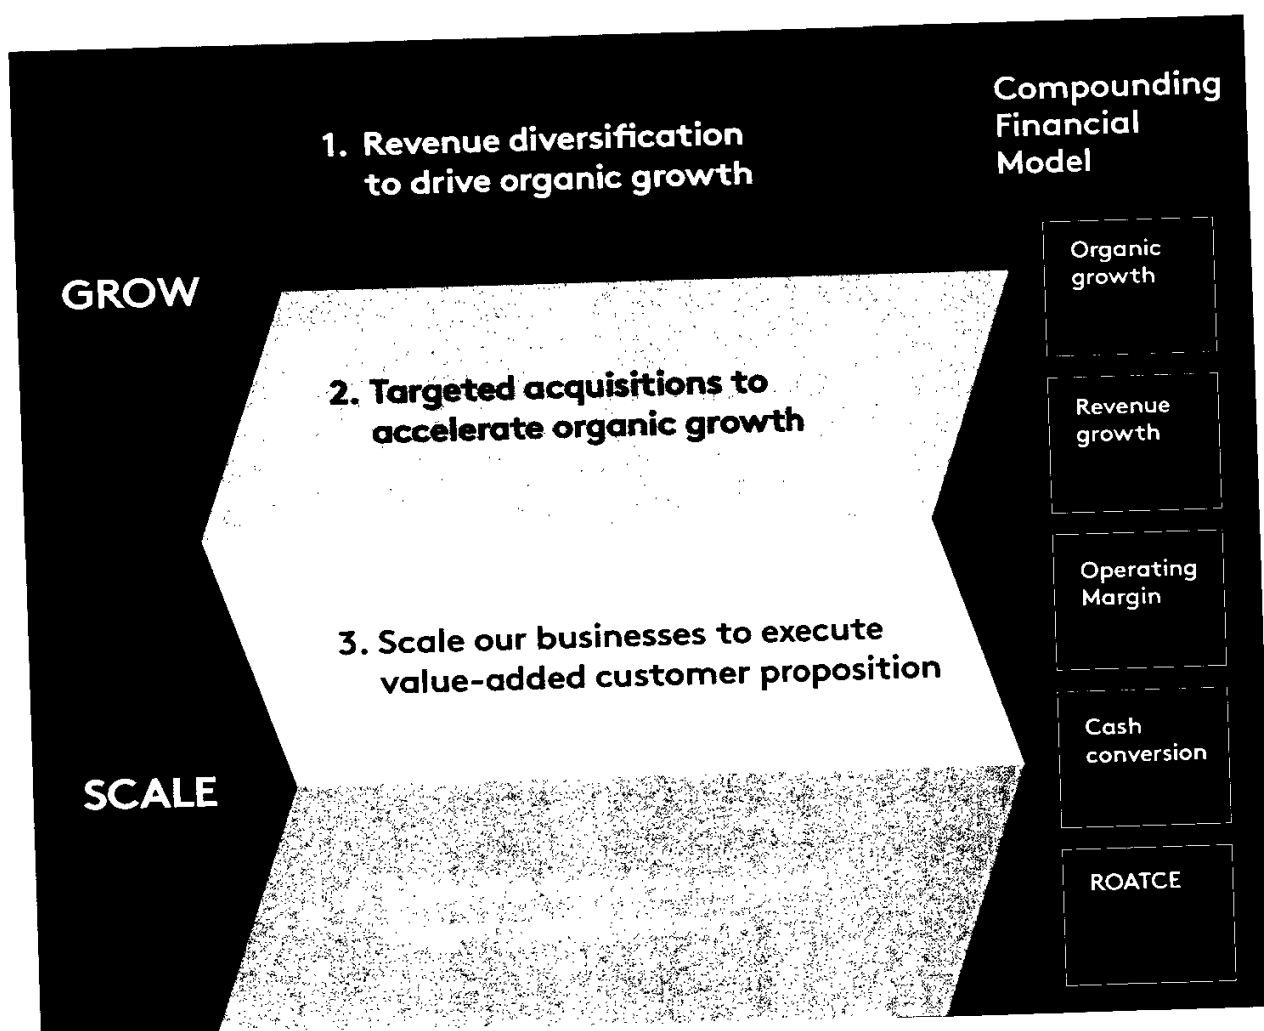 Compounding
Financial
Model
1. Revenue diversification
to drive organic growth
GROW
2. Targeted acquisitions to
accelerate organic growth
3. Scale our businesses to execute
value-added customer proposition
SCALE
Organic
growth
Revenue
growth
Operating
Margin
Cash
conversion
ROATCE